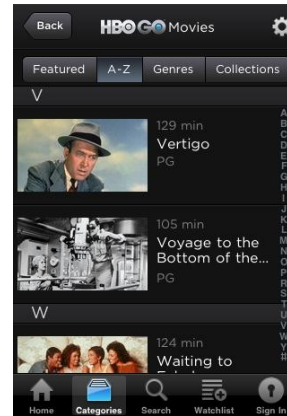 Back
HBO GO Movies
Featured A-Z Genres Collections
V
129 min
Vertigo
PG
105 min
Voyage to the
Bottom of the...
PG
W
124 min
Waiting to
A
B
C
D
E
F
G
H
I
J
K
L
M
N
O
P
R
S
T
U
V
W
Y
#
Home Categories Search Watchlist Sign In